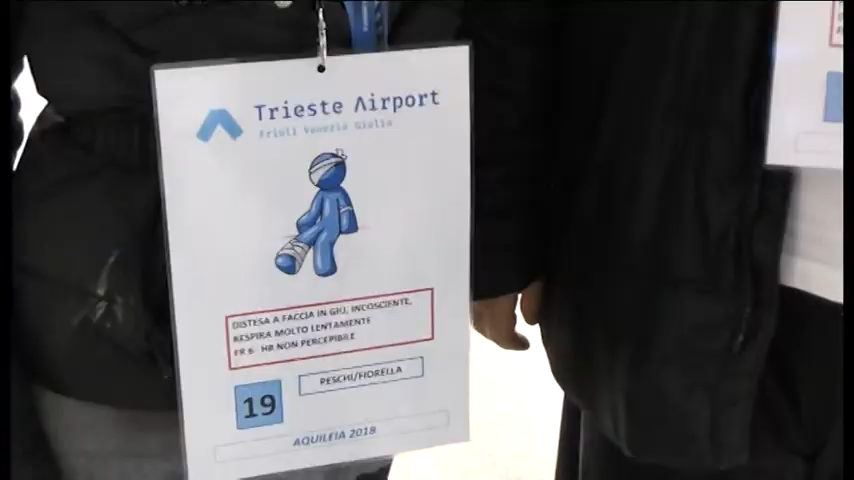 Trieste Airport
Friuli Venezia Giulia
DISTESA A FACCIA IN GIU, INCOSCIENTE,
RESPIRA MOLTO LENTAMENTE
FR 6 HR NON PERCEPIBILE
PESCHI/FIORELLA
19
AQUILEIA 2018